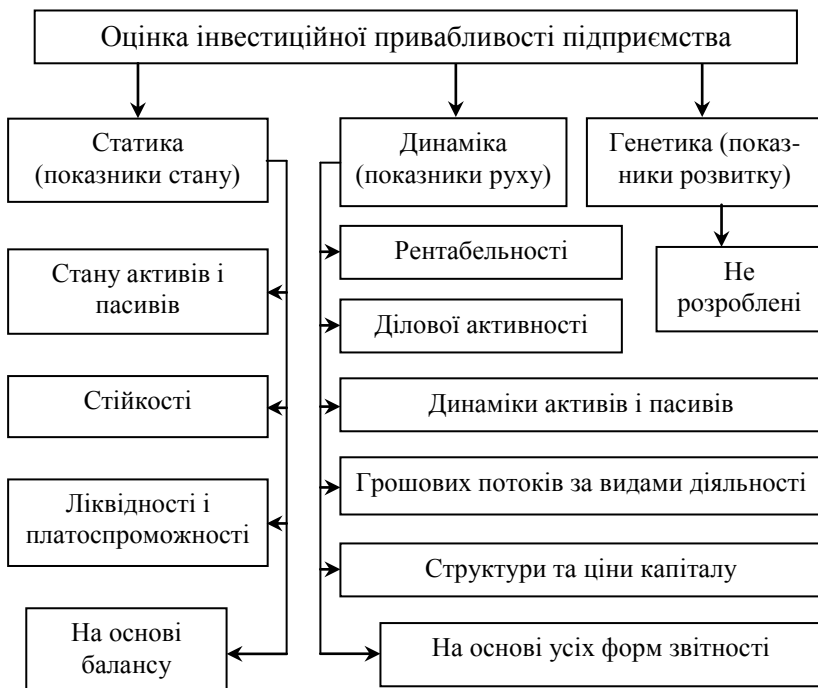 Оцінка інвестиційної привабливості підприємства
Статика
(показники стану)
Динаміка
(показники руху)
Генетика (показ-
ники розвитку)
Стану активів і
пасивів
Рентабельності
Не
розроблені
Ділової активності
Стійкості
Динаміки активів і пасивів
Грошових потоків за видами діяльності
Ліквідності і
платоспроможності
Структури та ціни капіталу
На основі
балансу
На основі усіх форм звітності